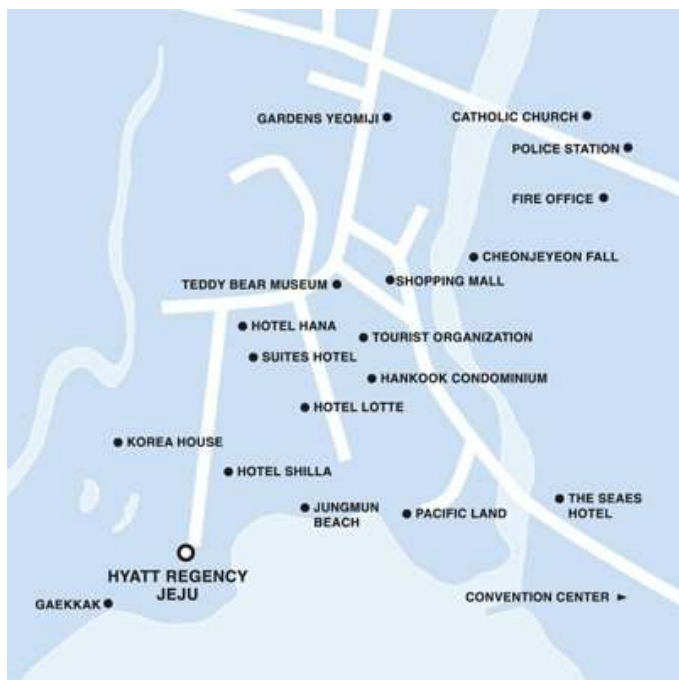 GARDENS YEOMIJI
CATHOLIC CHURCH
POLICE STATION
FIRE OFFICE
CHEONJEYEON FALL
TEDDY BEAR MUSEUM
SHOPPING MALL
HOTEL HANA
TOURIST ORGANIZATION
SUITES HOTEL
HANKOOK CONDOMINIUM
HOTEL LOTTE
KOREA HOUSE
HOTEL SHILLA
JUNGMUN
BEACH
PACIFIC LAND
THE SEAES
HOTEL
HYATT REGENCY
JEJU
GAEKKAK
CONVENTION CENTER